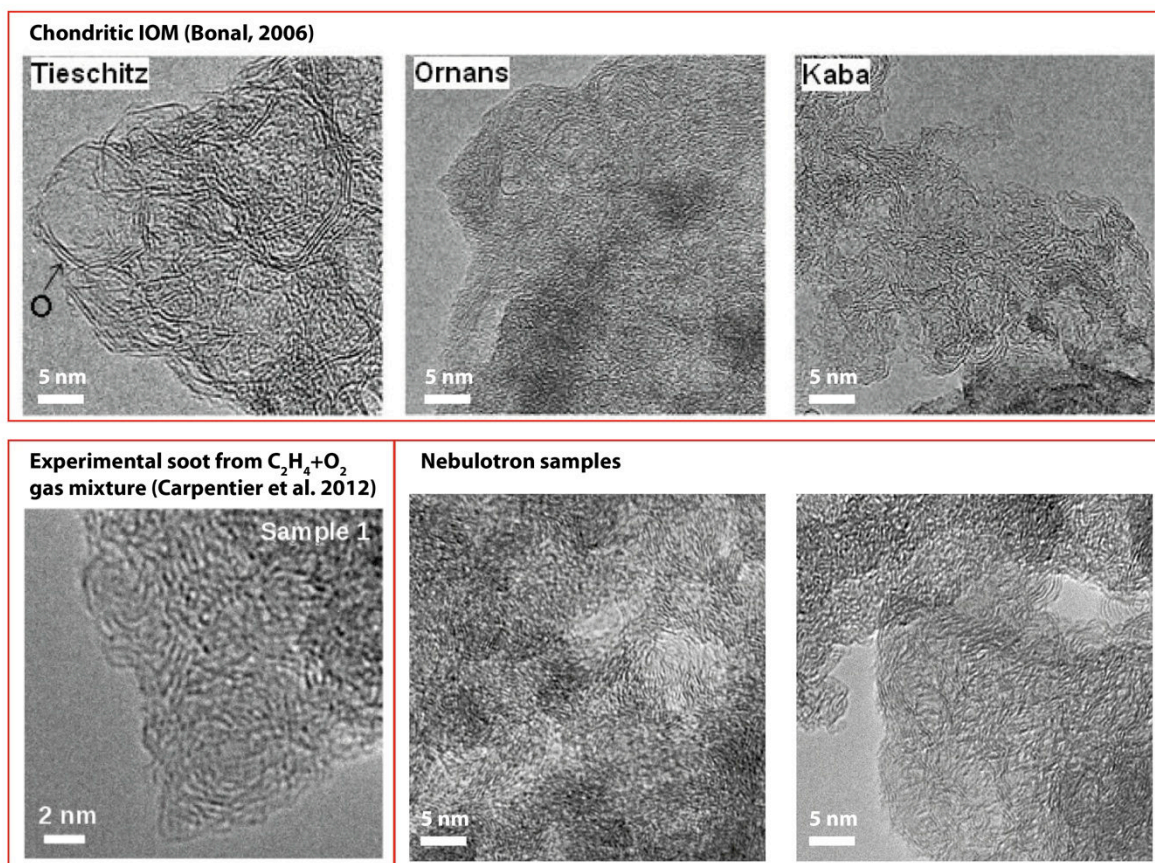 Chondritic IOM (Bonal, 2006)
Tieschitz
Ornans
Kaba
O
5 nm
5 nm
5 nm
Experimental soot from C₂H₄+O₂
gas mixture (Carpentier et al. 2012)
Sample 1
2 nm
Nebulotron samples
5 nm
5 nm